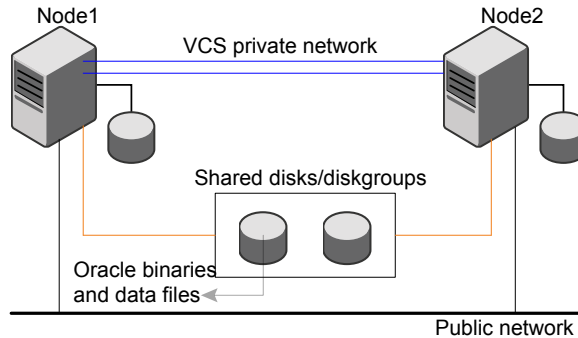 Node1
Node2
VCS private network
Shared disks/diskgroups
Oracle binaries
and data files
Public network